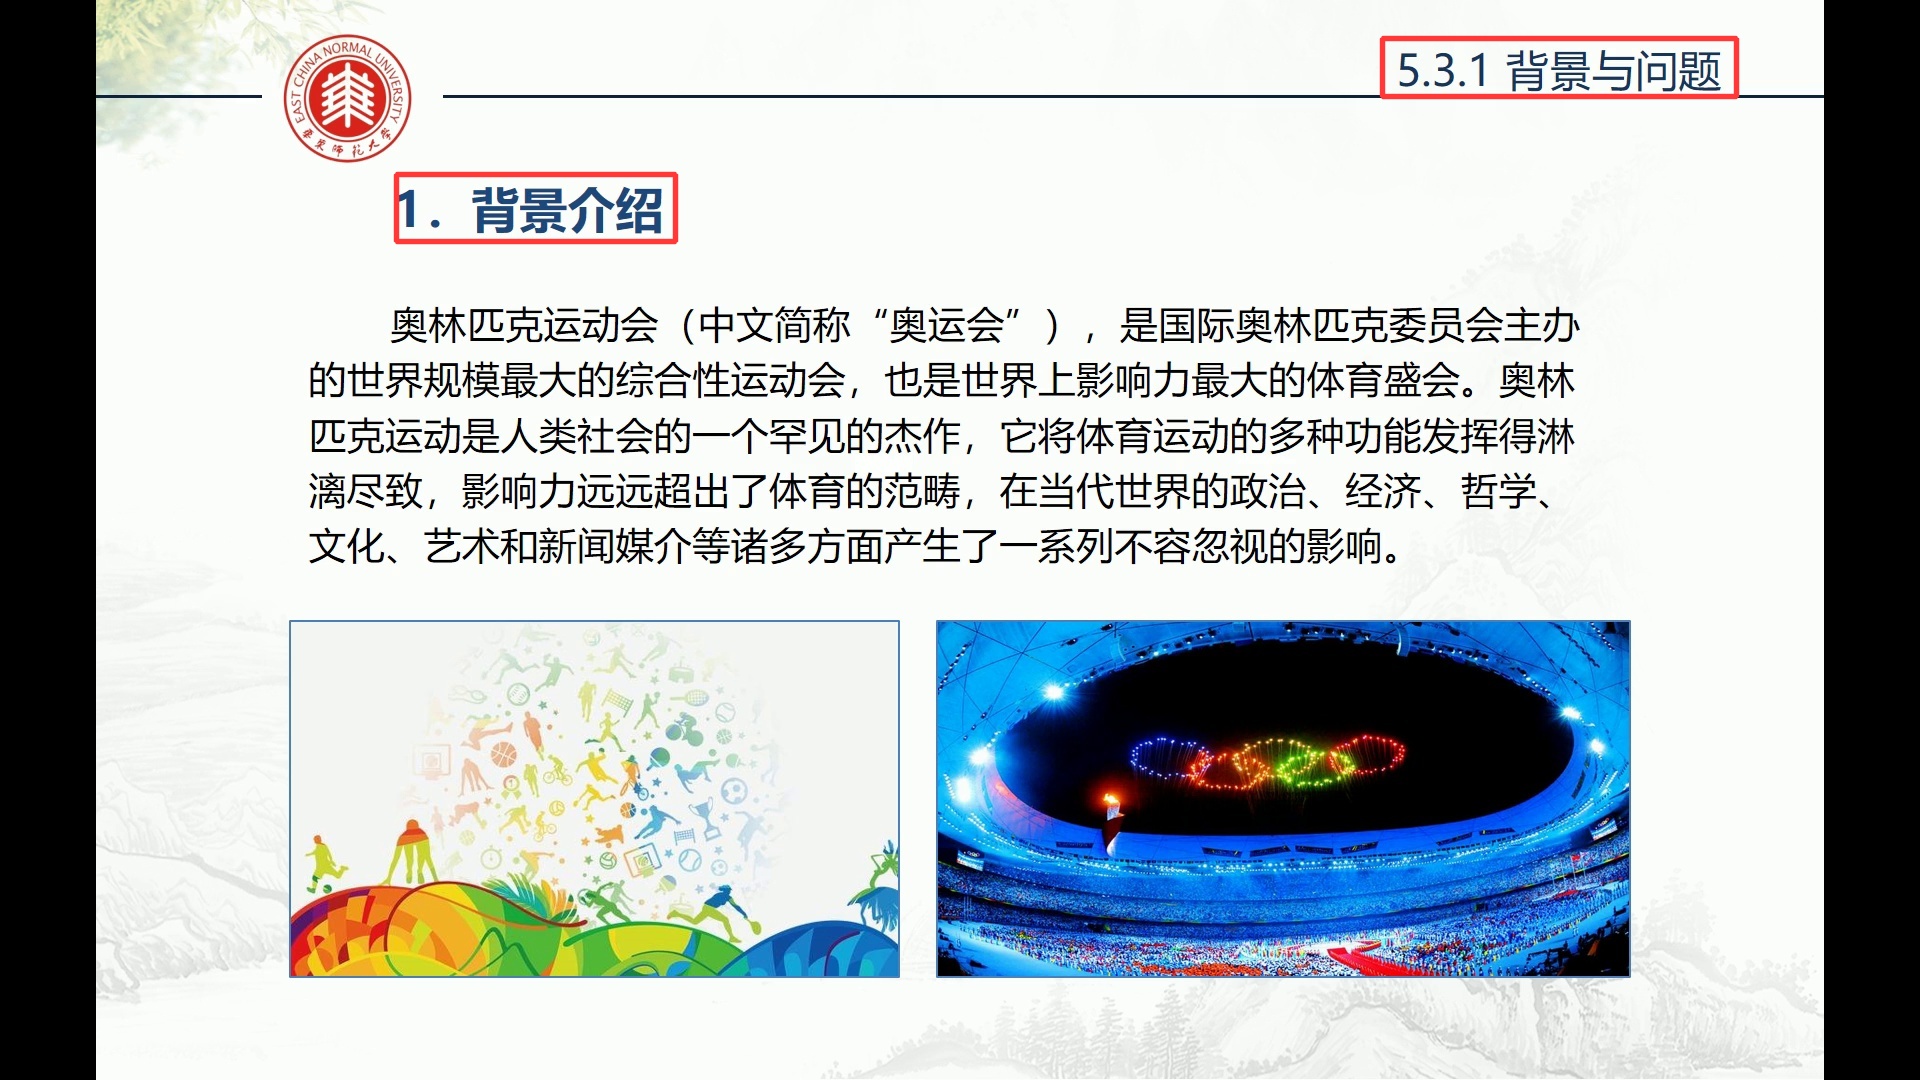 EAST CHINA NORMAL UNIVERSITY
华东师范大学
5.3.1 背景与问题
1. 背景介绍
奥林匹克运动会（中文简称“奥运会”），是国际奥林匹克委员会主办
的世界规模最大的综合性运动会，也是世界上影响力最大的体育盛会。奥林
匹克运动是人类社会的一个罕见的杰作，它将体育运动的多种功能发挥得淋
漓尽致，影响力远远超出了体育的范畴，在当代世界的政治、经济、哲学、
文化、艺术和新闻媒介等诸多方面产生了一系列不容忽视的影响。